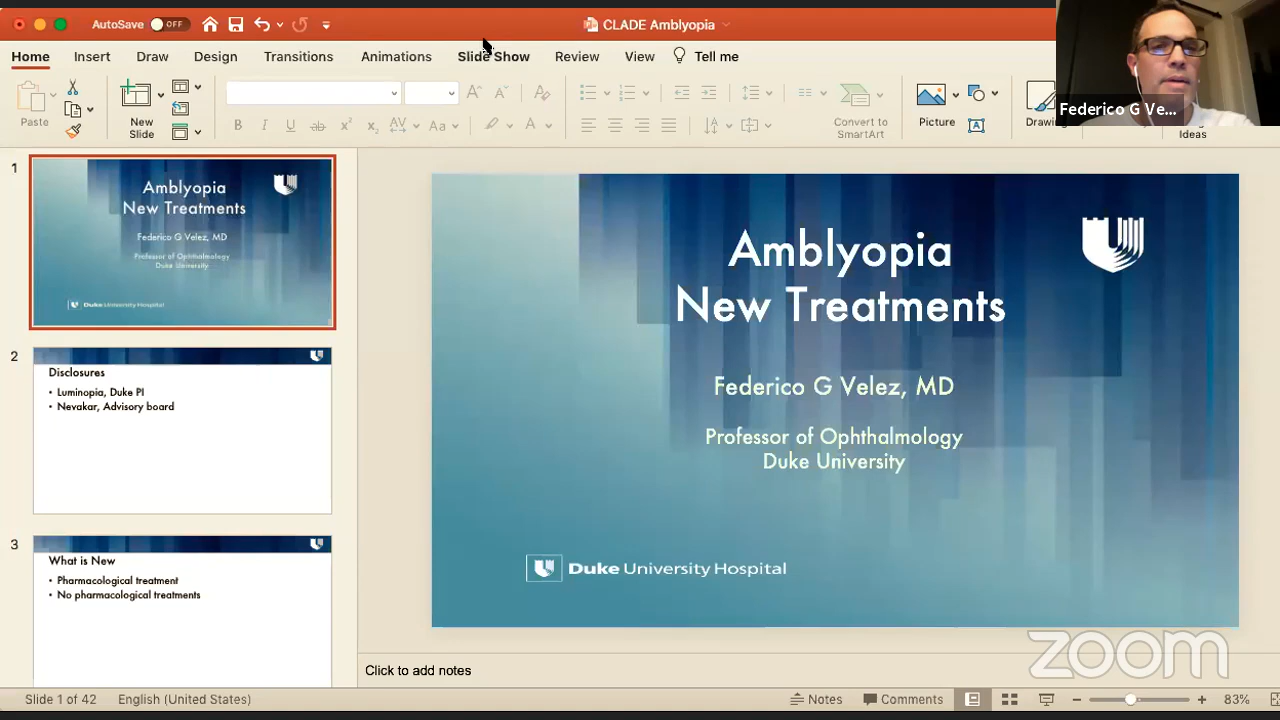 AutoSave OFF
CLADE Amblyopia
Home Insert Draw Design Transitions Animations Slide Show Review View Tell me
Paste
New
Slide
B I U ab x x AV Aa A
Convert to
SmartArt
Picture
Drawing
Ideas
Federico G Ve...
1
Amblyopia
New Treatments
Federico G Velez, MD
Professor of Ophthalmology
Duke University
Duke University Hospital
2
Disclosures
• Luminopia, Duke PI
• Nevakar, Advisory board
3
What is New
• Pharmacological treatment
• No pharmacological treatments
Amblyopia
New Treatments
Federico G Velez, MD
Professor of Ophthalmology
Duke University
Duke University Hospital
zoom
Click to add notes
Slide 1 of 42 English (United States) Notes Comments 83%